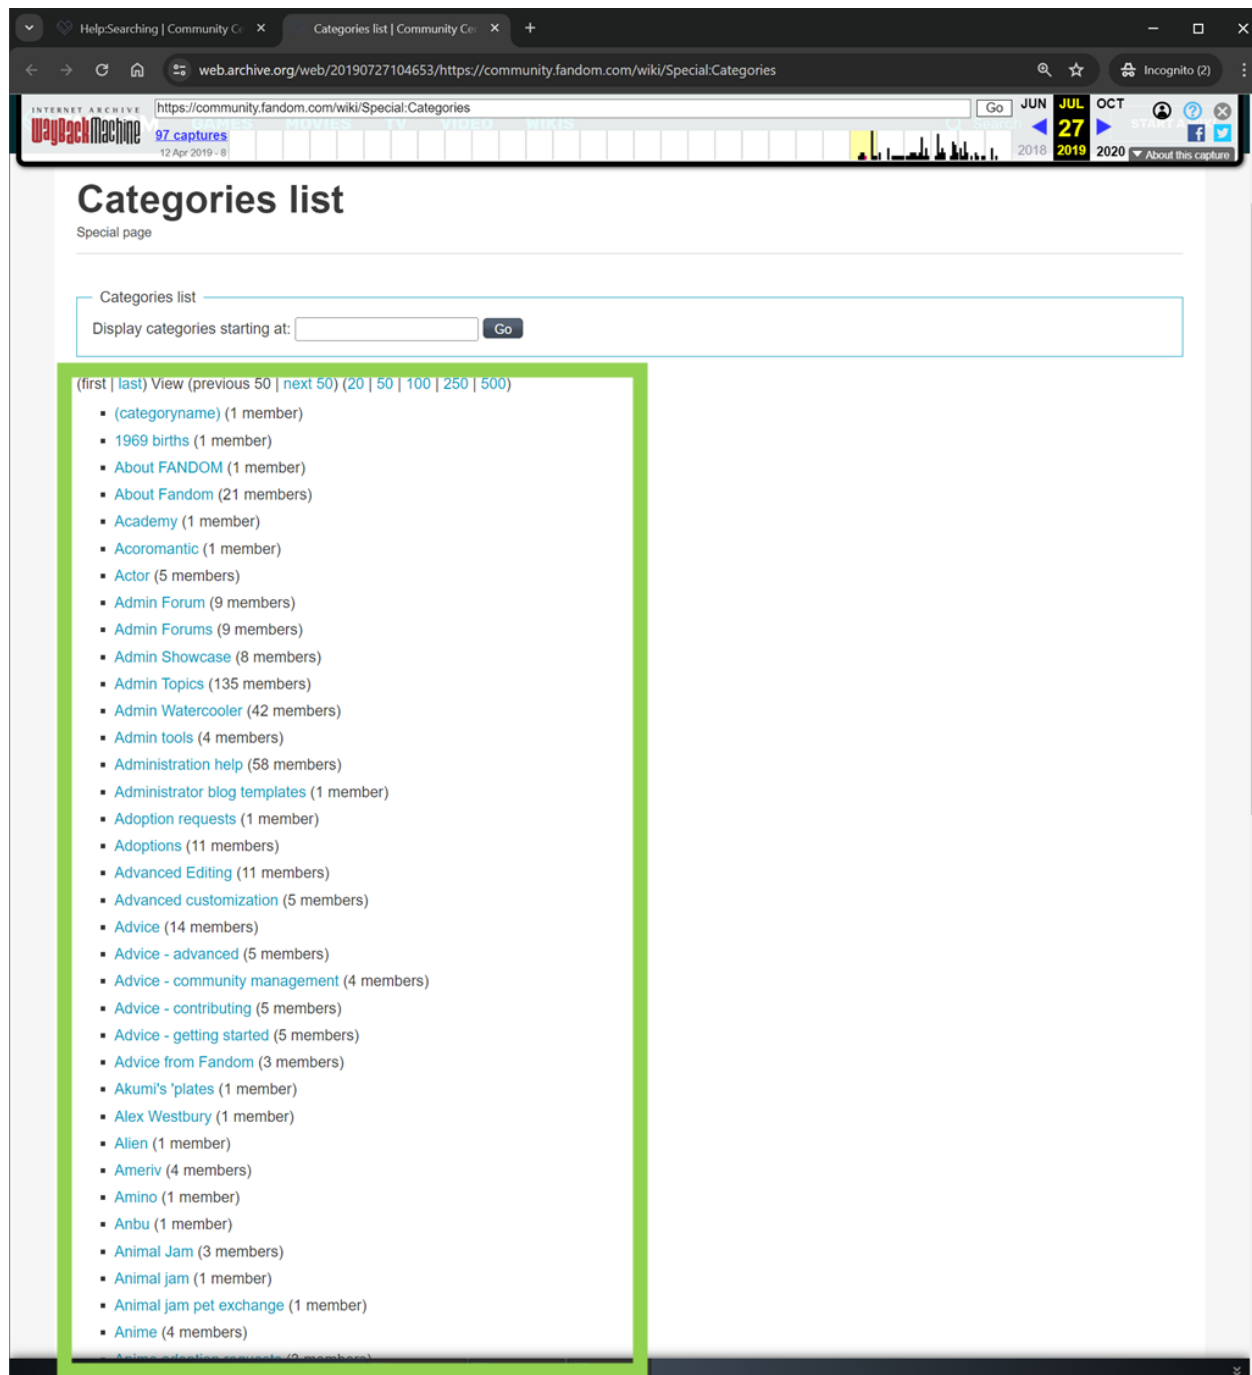 Help:Searching | Community Ce
Categories list | Community Cen
web.archive.org/web/20190727104653/https://community.fandom.com/wiki/Special:Categories
Incognito (2)
INTERNET ARCHIVE
WayBackMachine
https://community.fandom.com/wiki/Special:Categories
Go
JUN JUL OCT
GAMES MOVIES TV VIDEO WIKIS
Search
START A
97 captures
27
12 Apr 2019 - 8
2018 2019 2020
About this capture
Categories list
Special page
Categories list
Display categories starting at:
Go
(first | last) View (previous 50 | next 50) (20 | 50 | 100 | 250 | 500)
(categoryname) (1 member)
1969 births (1 member)
About FANDOM (1 member)
About Fandom (21 members)
Academy (1 member)
Acoromantic (1 member)
Actor (5 members)
Admin Forum (9 members)
Admin Forums (9 members)
Admin Showcase (8 members)
Admin Topics (135 members)
Admin Watercooler (42 members)
Admin tools (4 members)
Administration help (58 members)
Administrator blog templates (1 member)
Adoption requests (1 member)
Adoptions (11 members)
Advanced Editing (11 members)
Advanced customization (5 members)
Advice (14 members)
Advice - advanced (5 members)
Advice - community management (4 members)
Advice - contributing (5 members)
Advice - getting started (5 members)
Advice from Fandom (3 members)
Akumi's 'plates (1 member)
Alex Westbury (1 member)
Alien (1 member)
Ameriv (4 members)
Amino (1 member)
Anbu (1 member)
Animal Jam (3 members)
Animal jam (1 member)
Animal jam pet exchange (1 member)
Anime (4 members)